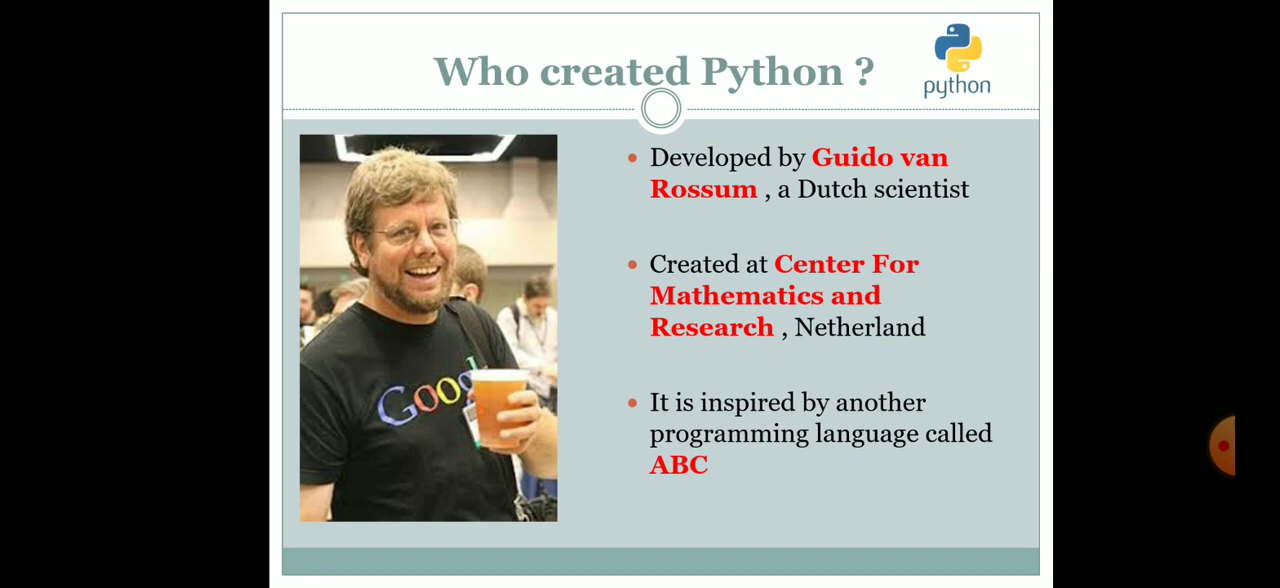 Who created Python ?
python
Developed by Guido van
Rossum , a Dutch scientist
Created at Center For
Mathematics and
Research , Netherland
It is inspired by another
programming language called
ABC